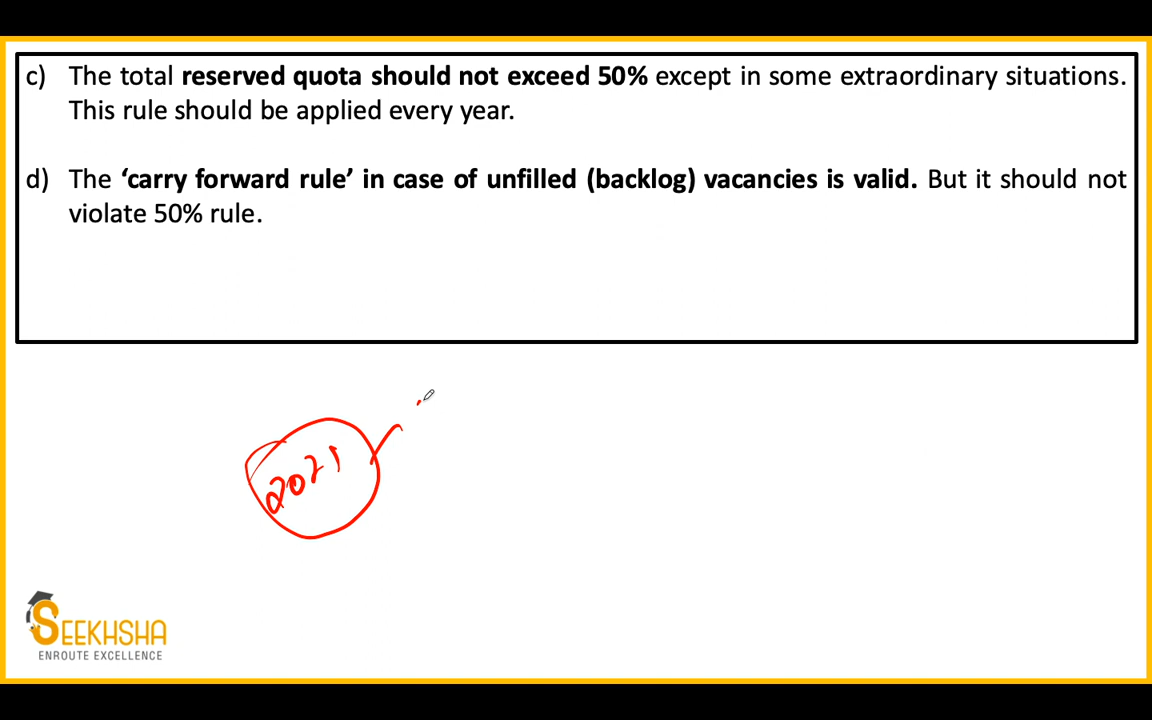 c) The total reserved quota should not exceed 50% except in some extraordinary situations.
This rule should be applied every year.
d) The ‘carry forward rule’ in case of unfilled (backlog) vacancies is valid. But it should not
violate 50% rule.
2021
SEEKHSHA
ENROUTE EXCELLENCE